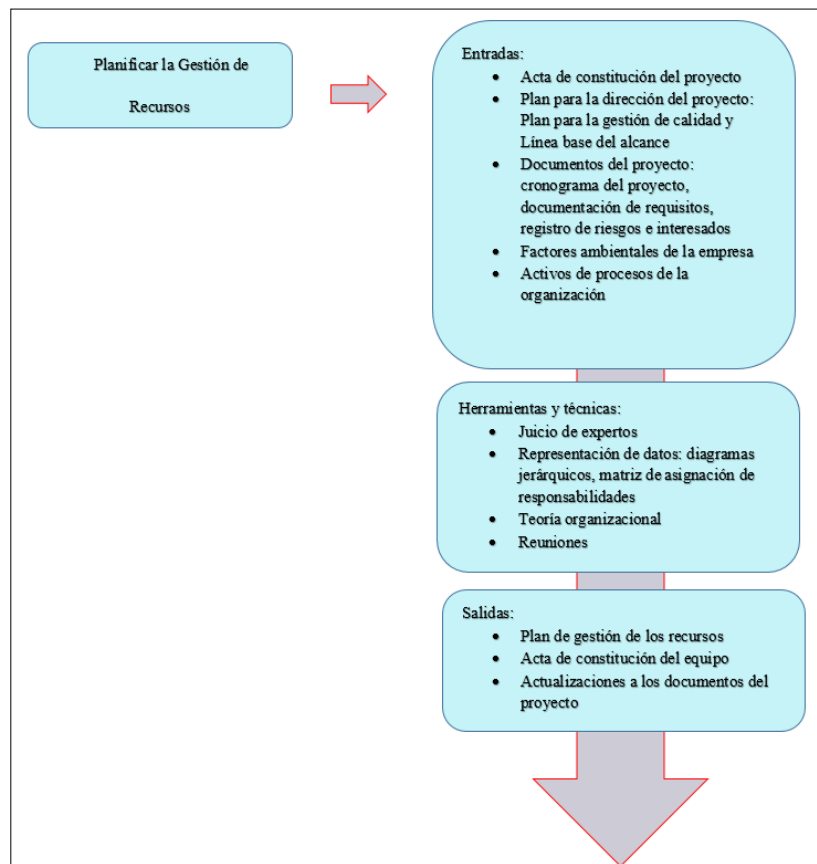 Planificar la Gestión de
Recursos
Entradas:
• Acta de constitución del proyecto
• Plan para la dirección del proyecto:
Plan para la gestión de calidad y
Línea base del alcance
• Documentos del proyecto:
cronograma del proyecto,
documentación de requisitos,
registro de riesgos e interesados
• Factores ambientales de la empresa
• Activos de procesos de la
organización
Herramientas y técnicas:
• Juicio de expertos
• Representación de datos: diagramas
jerárquicos, matriz de asignación de
responsabilidades
• Teoría organizacional
• Reuniones
Salidas:
• Plan de gestión de los recursos
• Acta de constitución del equipo
• Actualizaciones a los documentos del
proyecto